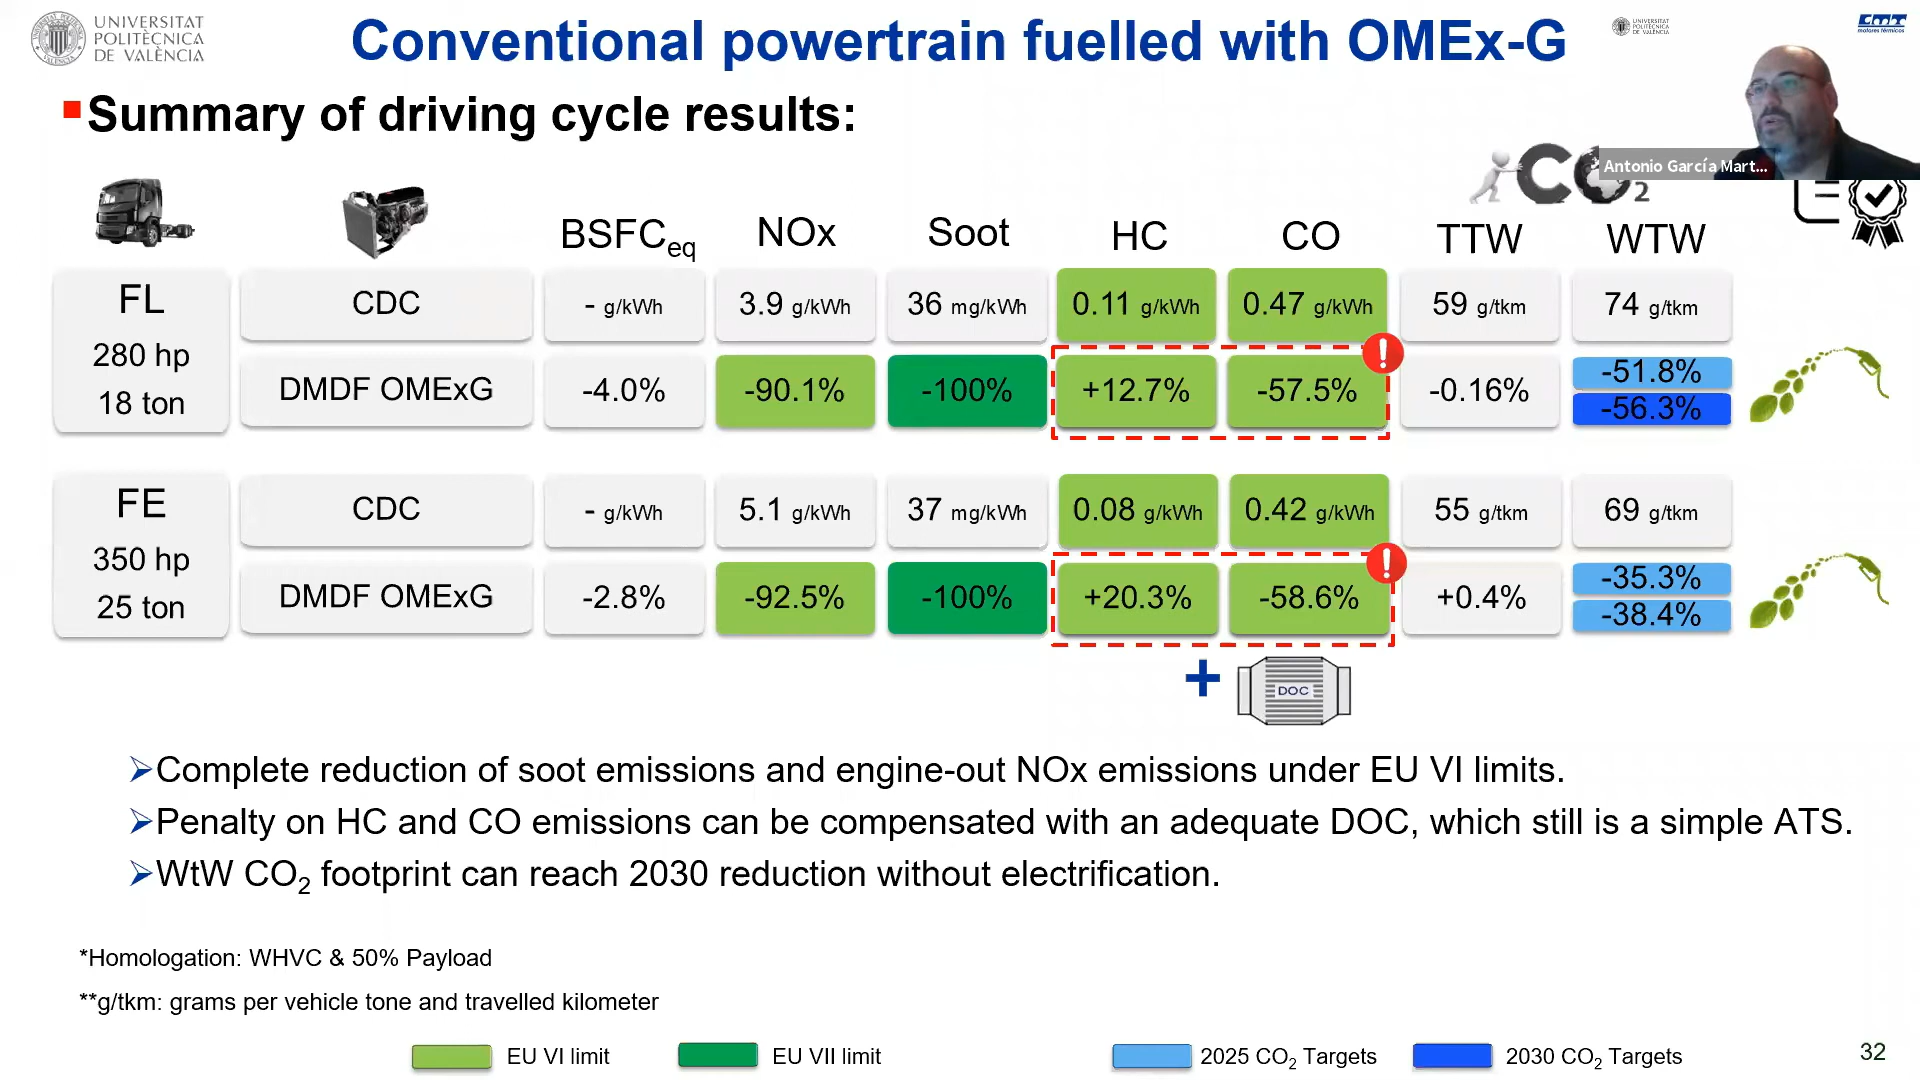 UNIVERSITAT
POLITÈCNICA
DE VALÈNCIA
Conventional powertrain fuelled with OMEx-G
UNIVERSITAT
POLITÈCNICA
DE VALÈNCIA
CMT
motores térmicos
Summary of driving cycle results:
Antonio García Mart...
CO2
BSFCeq NOx Soot HC CO TTW WTW
FL
280 hp
18 ton
CDC - g/kWh 3.9 g/kWh 36 mg/kWh 0.11 g/kWh 0.47 g/kWh 59 g/tkm 74 g/tkm
DMDF OMExG -4.0% -90.1% -100% +12.7% -57.5% -0.16% -51.8%
-56.3%
FE
350 hp
25 ton
CDC - g/kWh 5.1 g/kWh 37 mg/kWh 0.08 g/kWh 0.42 g/kWh 55 g/tkm 69 g/tkm
DMDF OMExG -2.8% -92.5% -100% +20.3% -58.6% +0.4% -35.3%
-38.4%
+ DOC
Complete reduction of soot emissions and engine-out NOx emissions under EU VI limits.
Penalty on HC and CO emissions can be compensated with an adequate DOC, which still is a simple ATS.
WtW CO2 footprint can reach 2030 reduction without electrification.
*Homologation: WHVC & 50% Payload
**g/tkm: grams per vehicle tone and travelled kilometer
EU VI limit EU VII limit 2025 CO2 Targets 2030 CO2 Targets
32